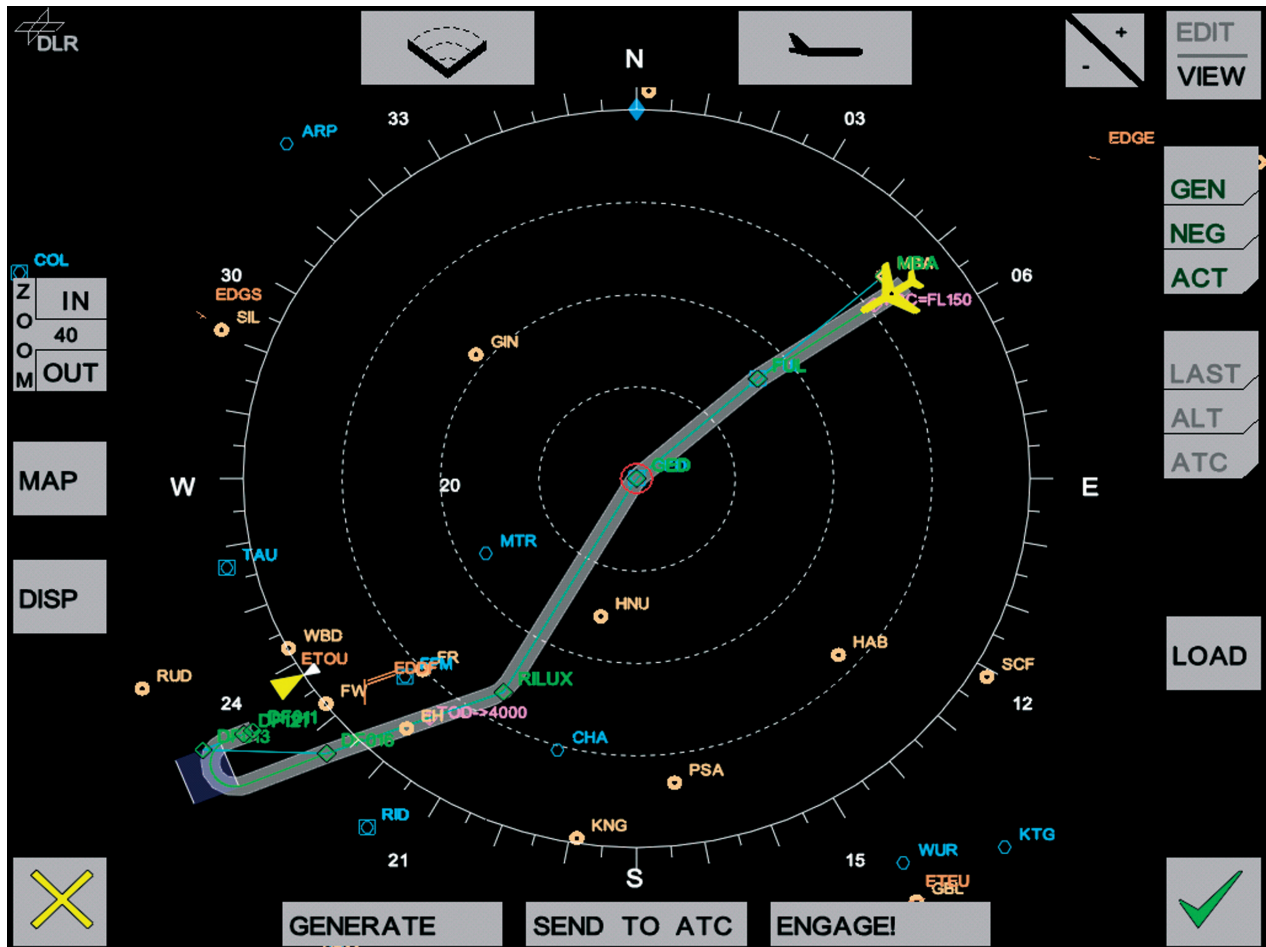 DLR
+
-
EDIT
VIEW
N
33
03
ARP
EDGE
GEN
NEG
ACT
COL
30
06
MBA
C=FL150
EDGS
SIL
ZOOM
IN
40
OUT
GIN
FUL
LAST
ALT
ATC
GED
MAP
W
20
E
MTR
TAU
DISP
HNU
WBD
ETOU
HAB
FR
RUD
FW
SCF
LOAD
RILUX
24
EH
TOD->4000
12
CHA
PSA
RID
KNG
21
15
WUR
KTG
S
ETEU
GBL
GENERATE
SEND TO ATC
ENGAGE!